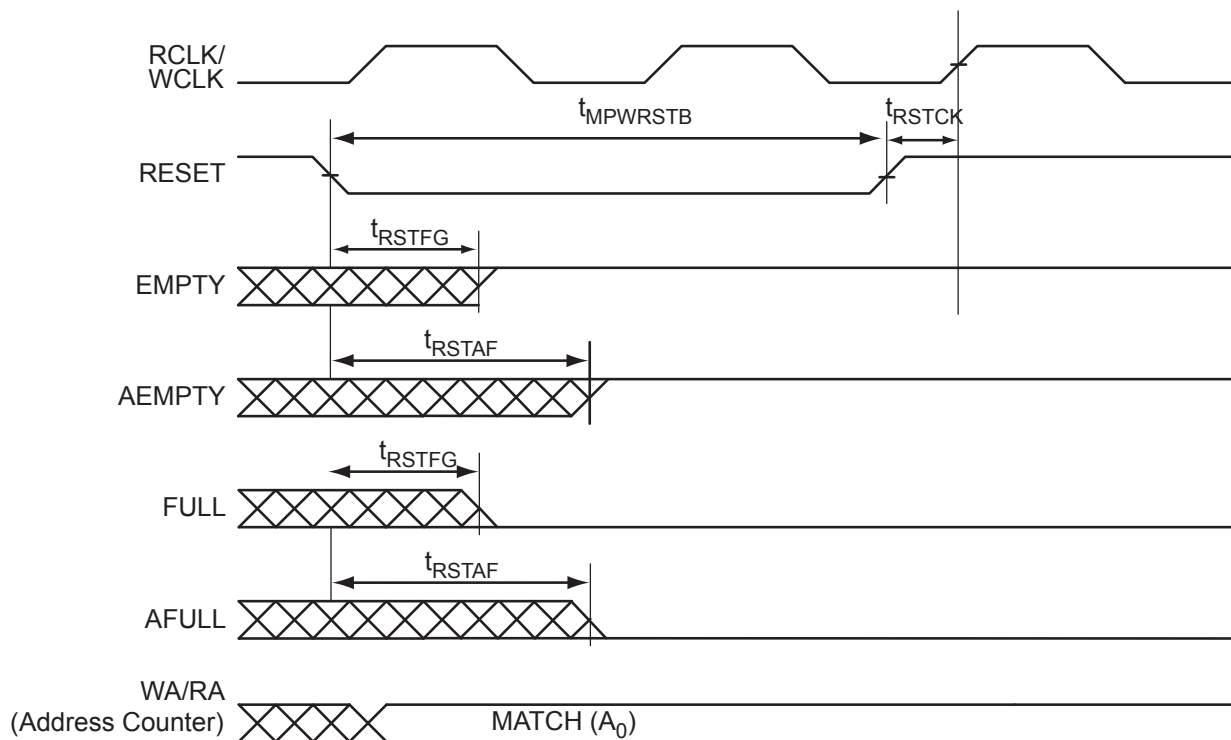 RCLK/
WCLK
tMPWRSTB
tRSTCK
RESET
tRSTFG
EMPTY
tRSTAF
AEMPTY
tRSTFG
FULL
tRSTAF
AFULL
WA/RA
(Address Counter)
MATCH (A0)